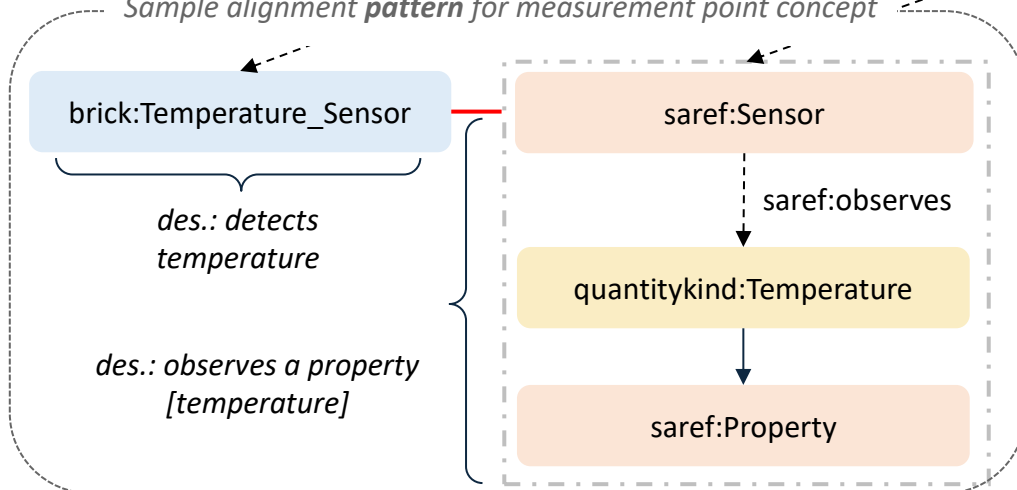 Sample alignment pattern for measurement point concept
brick:Temperature_Sensor
saref:Sensor
des.: detects
temperature
saref:observes
quantitykind:Temperature
des.: observes a property
[temperature]
saref:Property